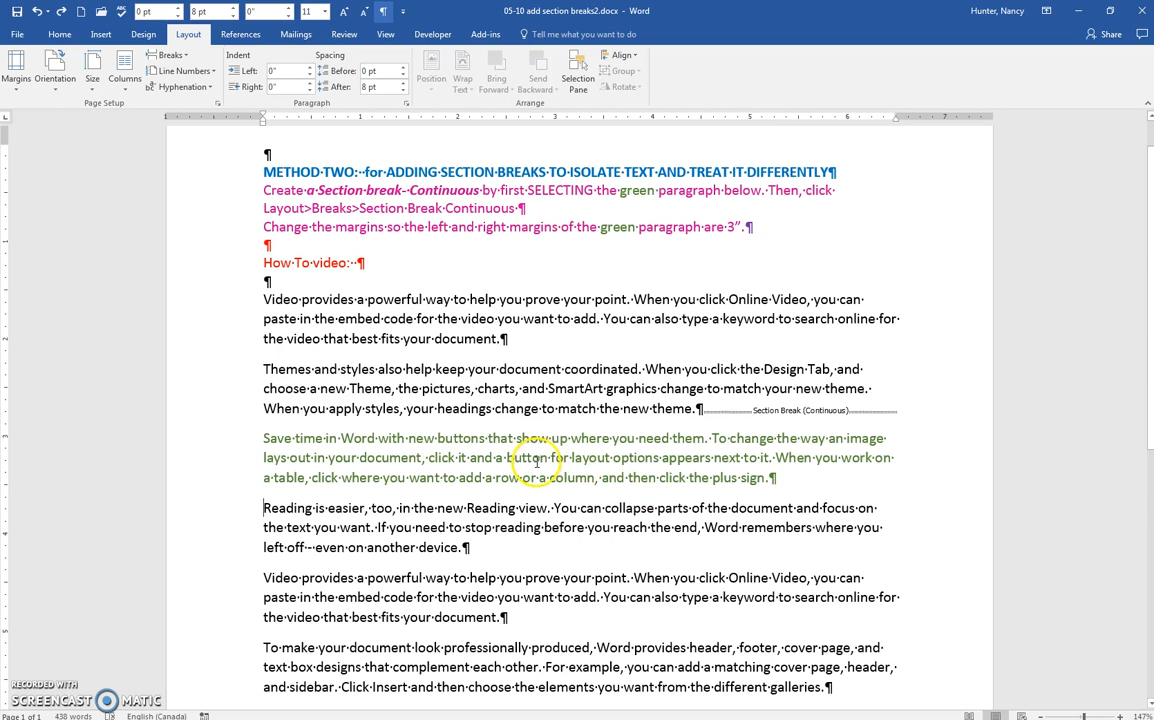 0 pt 8 pt 0" 11 05-10 add section breaks2.docx - Word Hunter, Nancy
File Home Insert Design Layout References Mailings Review View Developer Add-ins Tell me what you want to do Share
Margins Orientation Size Columns Breaks Line Numbers Hyphenation
Indent Spacing
Left: 0" Before: 0 pt
Right: 0" After: 8 pt
Position Wrap Text Bring Forward Send Backward Selection Pane Align Group Rotate
Page Setup Paragraph Arrange
1 1 2 3 4 5 6 7
¶
METHOD·TWO:··for·ADDING·SECTION·BREAKS·TO·ISOLATE·TEXT·AND·TREAT·IT·DIFFERENTLY¶
Create·a·Section·break-·Continuous·by·first·SELECTING·the·green·paragraph·below.·Then,·click·
Layout>Breaks>Section·Break·Continuous·¶
Change·the·margins·so·the·left·and·right·margins·of·the·green·paragraph·are·3”.¶
¶
How·To·video:··¶
¶
Video·provides·a·powerful·way·to·help·you·prove·your·point.·When·you·click·Online·Video,·you·can·
paste·in·the·embed·code·for·the·video·you·want·to·add.·You·can·also·type·a·keyword·to·search·online·for·
the·video·that·best·fits·your·document.¶
Themes·and·styles·also·help·keep·your·document·coordinated.·When·you·click·the·Design·Tab,·and·
choose·a·new·Theme,·the·pictures,·charts,·and·SmartArt·graphics·change·to·match·your·new·theme.·
When·you·apply·styles,·your·headings·change·to·match·the·new·theme.¶ Section Break (Continuous)
Save·time·in·Word·with·new·buttons·that·show·up·where·you·need·them.·To·change·the·way·an·image·
lays·out·in·your·document,·click·it·and·a·button·for·layout·options·appears·next·to·it.·When·you·work·on·
a·table,·click·where·you·want·to·add·a·row·or·a·column,·and·then·click·the·plus·sign.¶
Reading·is·easier,·too,·in·the·new·Reading·view.·You·can·collapse·parts·of·the·document·and·focus·on·
the·text·you·want.·If·you·need·to·stop·reading·before·you·reach·the·end,·Word·remembers·where·you·
left·off·-·even·on·another·device.¶
Video·provides·a·powerful·way·to·help·you·prove·your·point.·When·you·click·Online·Video,·you·can·
paste·in·the·embed·code·for·the·video·you·want·to·add.·You·can·also·type·a·keyword·to·search·online·for·
the·video·that·best·fits·your·document.¶
To·make·your·document·look·professionally·produced,·Word·provides·header,·footer,·cover·page,·and·
text·box·designs·that·complement·each·other.·For·example,·you·can·add·a·matching·cover·page,·header,·
and·sidebar.·Click·Insert·and·then·choose·the·elements·you·want·from·the·different·galleries.¶
RECORDED WITH
SCREENCAST MATIC
Page 1 of 1 438 words English (Canada) 147%